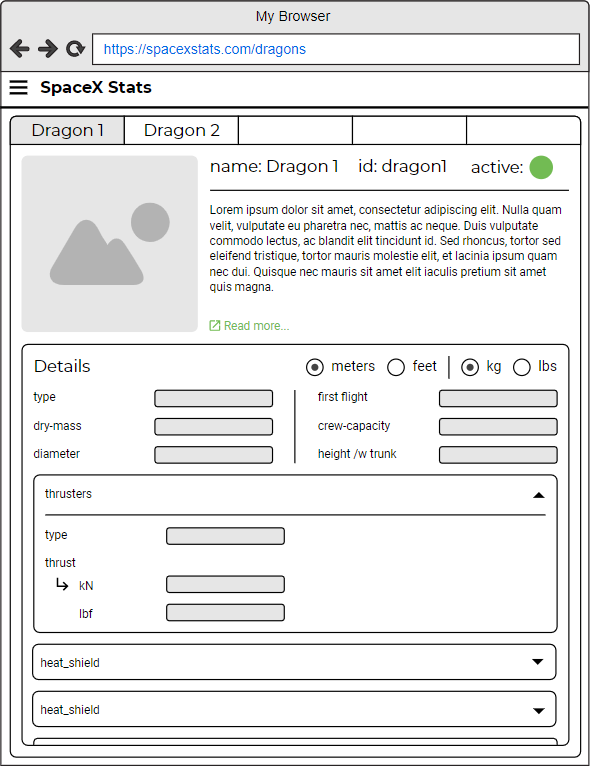 My Browser
https://spacexstats.com/dragons
SpaceX Stats
Dragon 1 Dragon 2
name: Dragon 1 id: dragon1 active:
Lorem ipsum dolor sit amet, consectetur adipiscing elit. Nulla quam
velit, vulputate eu pharetra nec, mattis ac neque. Duis vulputate
commodo lectus, ac blandit elit tincidunt id. Sed rhoncus, tortor sed
eleifend tristique, tortor mauris molestie elit, et lacinia ipsum quam
nec dui. Quisque nec mauris sit amet elit iaculis pretium sit amet
quis magna.
Read more...
Details meters feet kg lbs
type first flight
dry-mass crew-capacity
diameter height /w trunk
thrusters
type
thrust
kN
lbf
heat_shield
heat_shield